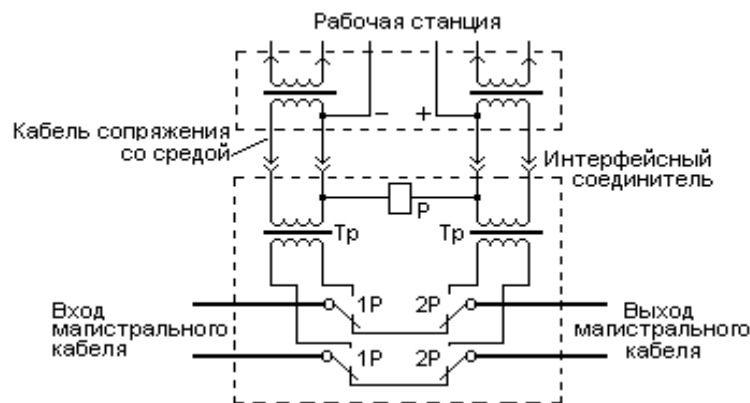 Рабочая станция
− +
Кабель сопряжения
со средой
Интерфейсный
соединитель
Р
Тр Тр
1Р 2Р
Вход
магистрального
кабеля
Выход
магистрального
кабеля
1Р 2Р